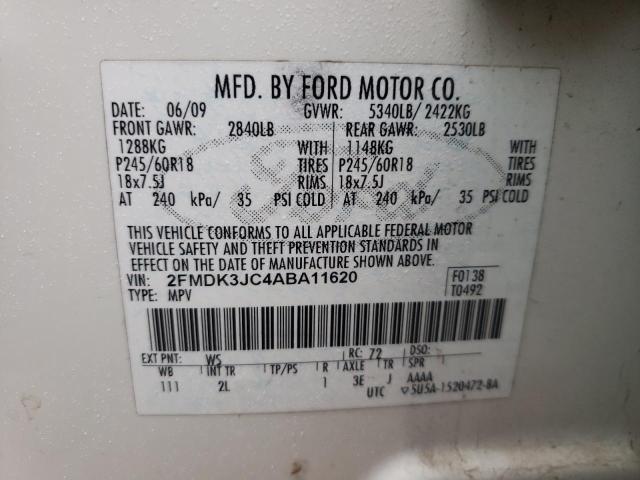 MFD. BY FORD MOTOR CO.
DATE: 06/09 GVWR: 5340LB/ 2422KG
FRONT GAWR: 2840LB REAR GAWR: 2530LB
1288KG WITH 1148KG WITH
P245/60R18 TIRES P245/60R18 TIRES
18x7.5J RIMS 18x7.5J RIMS
AT 240 kPa/ 35 PSI COLD AT 240 kPa/ 35 PSI COLD
THIS VEHICLE CONFORMS TO ALL APPLICABLE FEDERAL MOTOR
VEHICLE SAFETY AND THEFT PREVENTION STANDARDS IN
EFFECT ON THE DATE OF MANUFACTURE SHOWN ABOVE.
VIN: 2FMDK3JC4ABA11620 F0138
TYPE: MPV T0492
EXT PNT: WS RC: 72 DSO:
WB INT TR TP/PS R AXLE TR SPR
111 2L 1 3E J AAAA
UTC ▽5U5A-1520472-BA
Ford